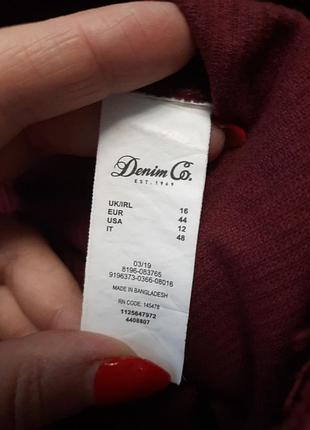 Denim Co.
EST. 1969
UK/IRL 16
EUR 44
USA 12
IT 48
03/19
8196-083765
9196373-0366-08016
MADE IN BANGLADESH
RN CODE: 145478
1125647972
4408807